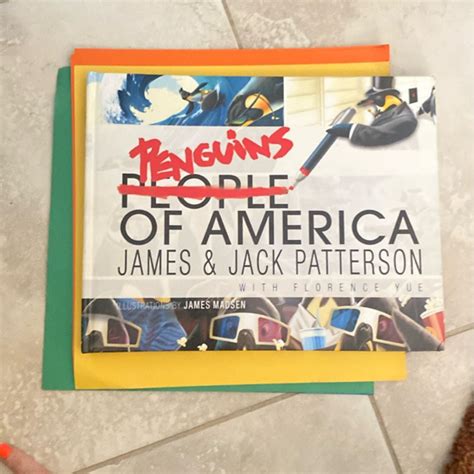 PENGUINS
PEOPLE
OF AMERICA
JAMES & JACK PATTERSON
WITH FLORENCE YUE
ILLUSTRATIONS BY JAMES MADSEN